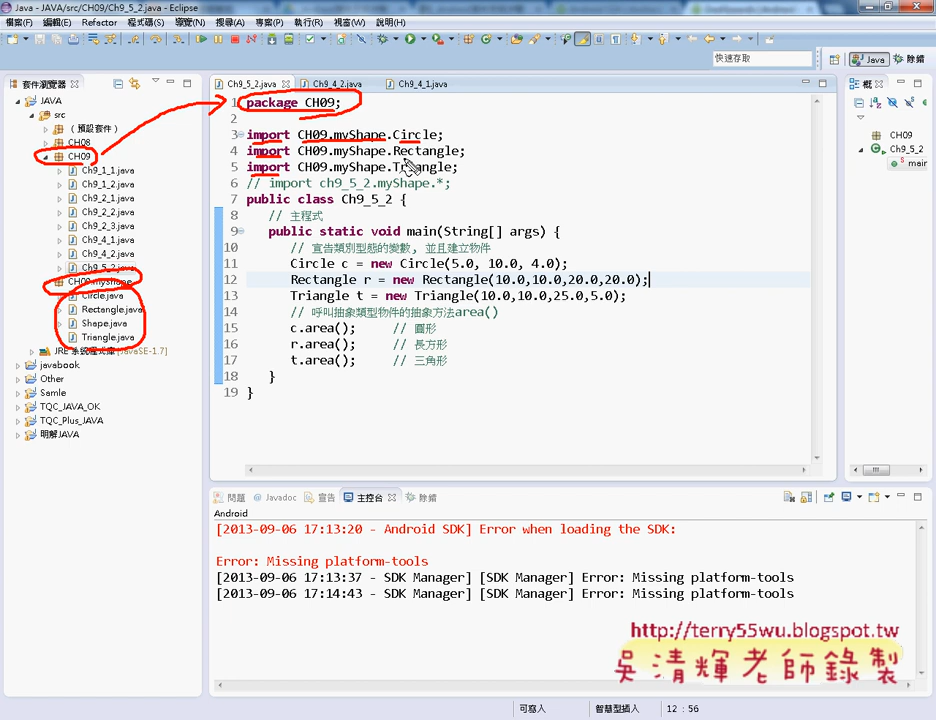 Java - JAVA/src/CH09/Ch9_5_2.java - Eclipse
檔案(F) 編輯(E) Refactor 程式碼(S) 導覽(N) 搜尋(A) 專案(P) 執行(R) 視窗(W) 說明(H)
快速存取
Java
除錯
套件瀏覽器
JAVA
src
（預設套件）
CH08
CH09
Ch9_1_1.java
Ch9_1_2.java
Ch9_2_1.java
Ch9_2_2.java
Ch9_2_3.java
Ch9_4_1.java
Ch9_4_2.java
Ch9_5_2.java
CH09.myShape
Circle.java
Rectangle.java
Shape.java
Triangle.java
JRE 系統程式庫 [JavaSE-1.7]
javabook
Other
Samle
TQC_JAVA_OK
TQC_Plus_JAVA
明解JAVA
Ch9_5_2.java
Ch9_4_2.java
Ch9_4_1.java
1 package CH09;
2
3 import CH09.myShape.Circle;
4 import CH09.myShape.Rectangle;
5 import CH09.myShape.Triangle;
6 // import ch9_5_2.myShape.*;
7 public class Ch9_5_2 {
8 // 主程式
9 public static void main(String[] args) {
10 // 宣告類別型態的變數, 並且建立物件
11 Circle c = new Circle(5.0, 10.0, 4.0);
12 Rectangle r = new Rectangle(10.0,10.0,20.0,20.0);
13 Triangle t = new Triangle(10.0,10.0,25.0,5.0);
14 // 呼叫抽象類型物件的抽象方法area()
15 c.area(); // 圓形
16 r.area(); // 長方形
17 t.area(); // 三角形
18 }
19 }
概
CH09
Ch9_5_2
main
問題
@ Javadoc
宣告
主控台
除錯
Android
[2013-09-06 17:13:20 - Android SDK] Error when loading the SDK:
Error: Missing platform-tools
[2013-09-06 17:13:37 - SDK Manager] [SDK Manager] Error: Missing platform-tools
[2013-09-06 17:14:43 - SDK Manager] [SDK Manager] Error: Missing platform-tools
http://terry55wu.blogspot.tw
吳清輝老師錄製
可寫入
智慧型插入
12 : 56